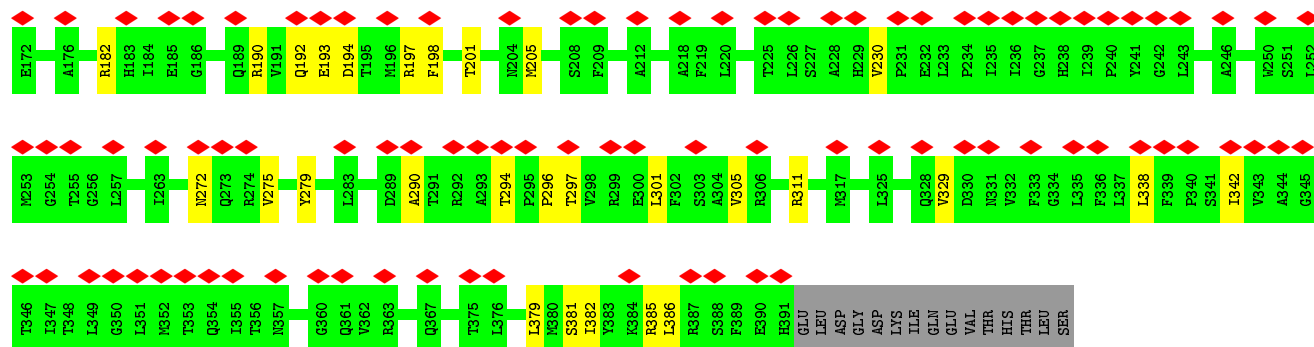 E172 A176 R182 H183 I184 E185 G186 Q189 R190 V191 Q192 E193 D194 T195 M196 R197 F198 T201 N204 M205 S208 F209 A212 A218 F219 L220 T225 L226 S227 A228 H229 V230 P231 E232 L233 P234 I235 I236 G237 H238 I239 P240 Y241 G242 L243 A246 W250 S251 L252
M253 G254 T255 G256 L257 I263 N272 Q273 R274 V275 Y279 L283 D289 A290 T291 R292 A293 T294 P295 P296 T297 V298 R299 E300 L301 F302 S303 A304 V305 R306 R311 M317 L325 Q328 V329 D330 N331 V332 F333 G334 L335 F336 L337 L338 F339 P340 S341 I342 V343 A344 G345
T346 I347 T348 L349 G350 L351 M352 T353 Q354 I355 T356 N357 G360 Q361 V362 R363 Q367 T375 L376 L379 M380 S381 I382 Y383 K384 R385 L386 R387 S388 F389 E390 H391 GLU LEU ASP GLY ASP LYS ILE GLN GLU VAL THR HIS THR LEU SER